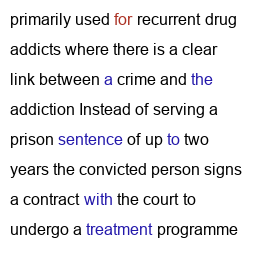 primarily used for recurrent drug
addicts where there is a clear
link between a crime and the
addiction Instead of serving a
prison sentence of up to two
years the convicted person signs
a contract with the court to
undergo a treatment programme